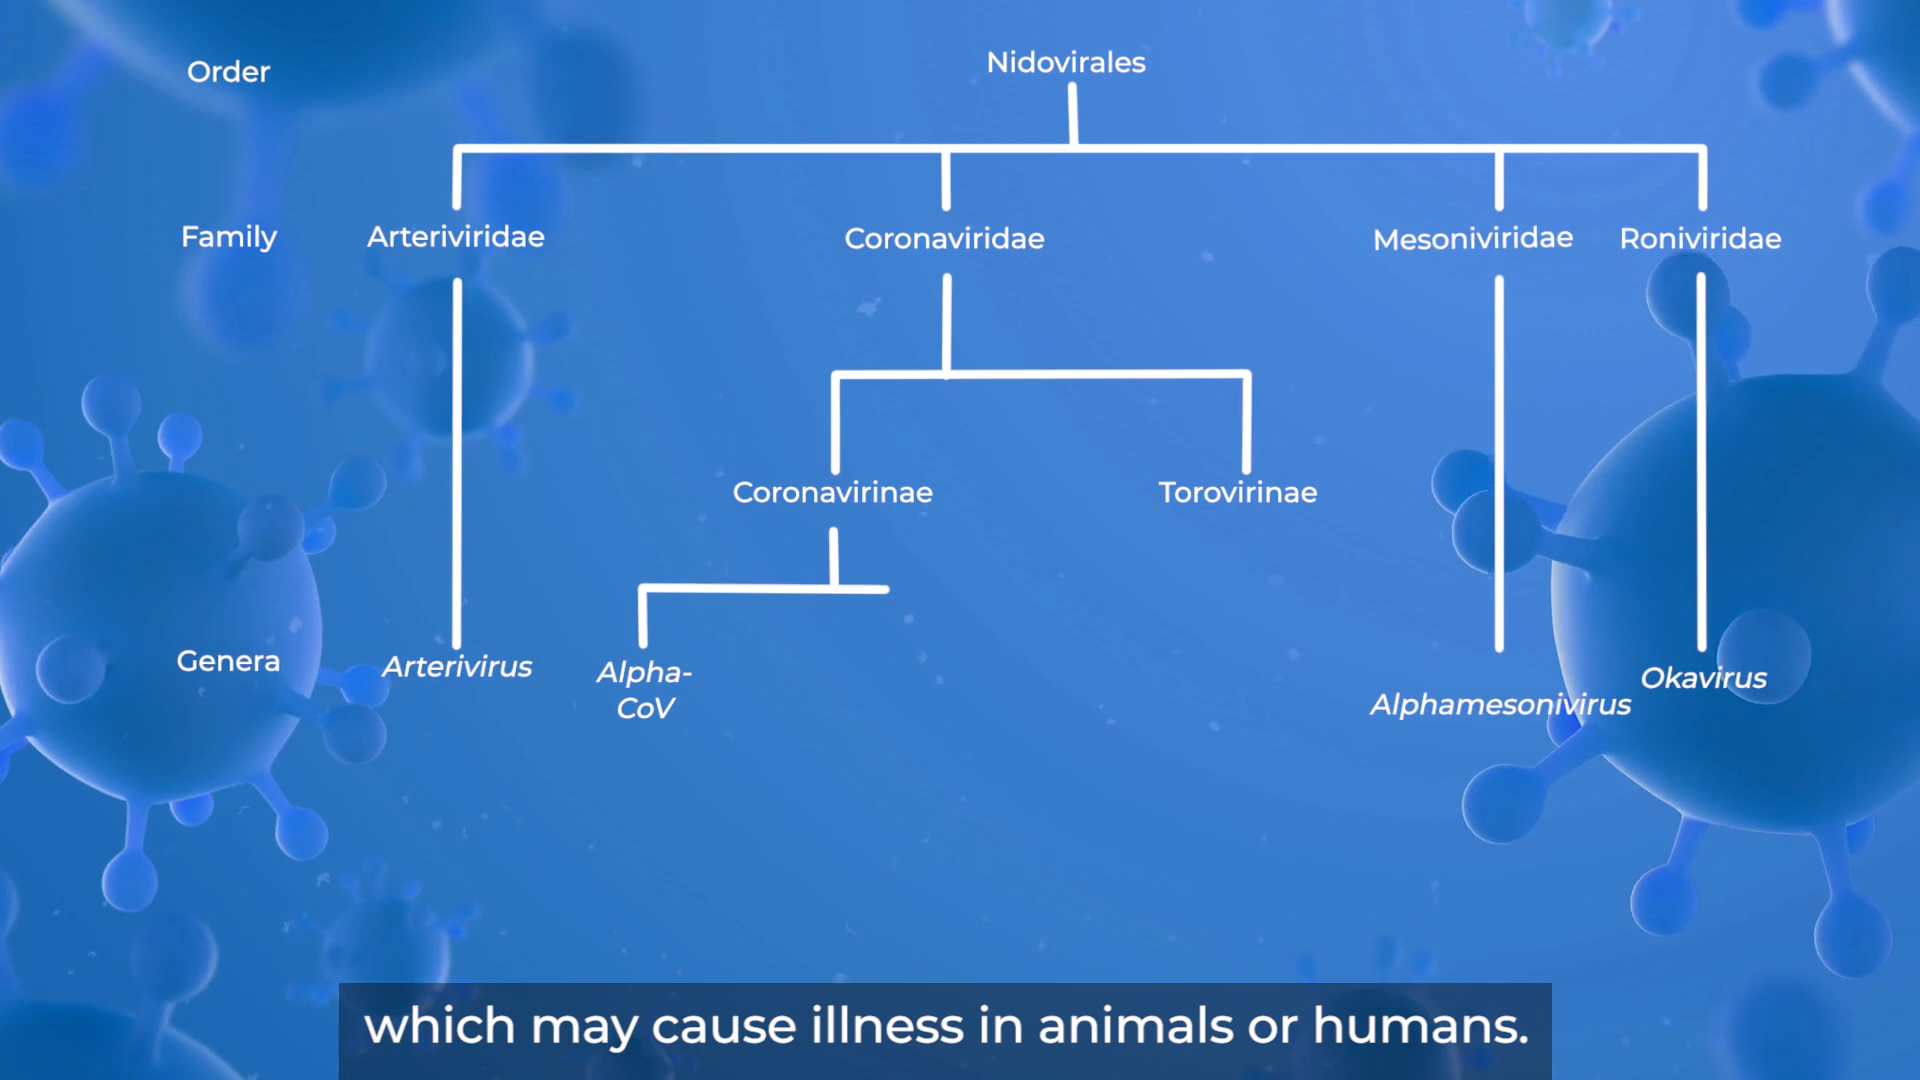 Order
Nidovirales
Family
Arteriviridae
Coronaviridae
Mesoniviridae
Roniviridae
Coronavirinae
Torovirinae
Genera
Arterivirus
Alpha-
CoV
Alphamesonivirus
Okavirus
which may cause illness in animals or humans.